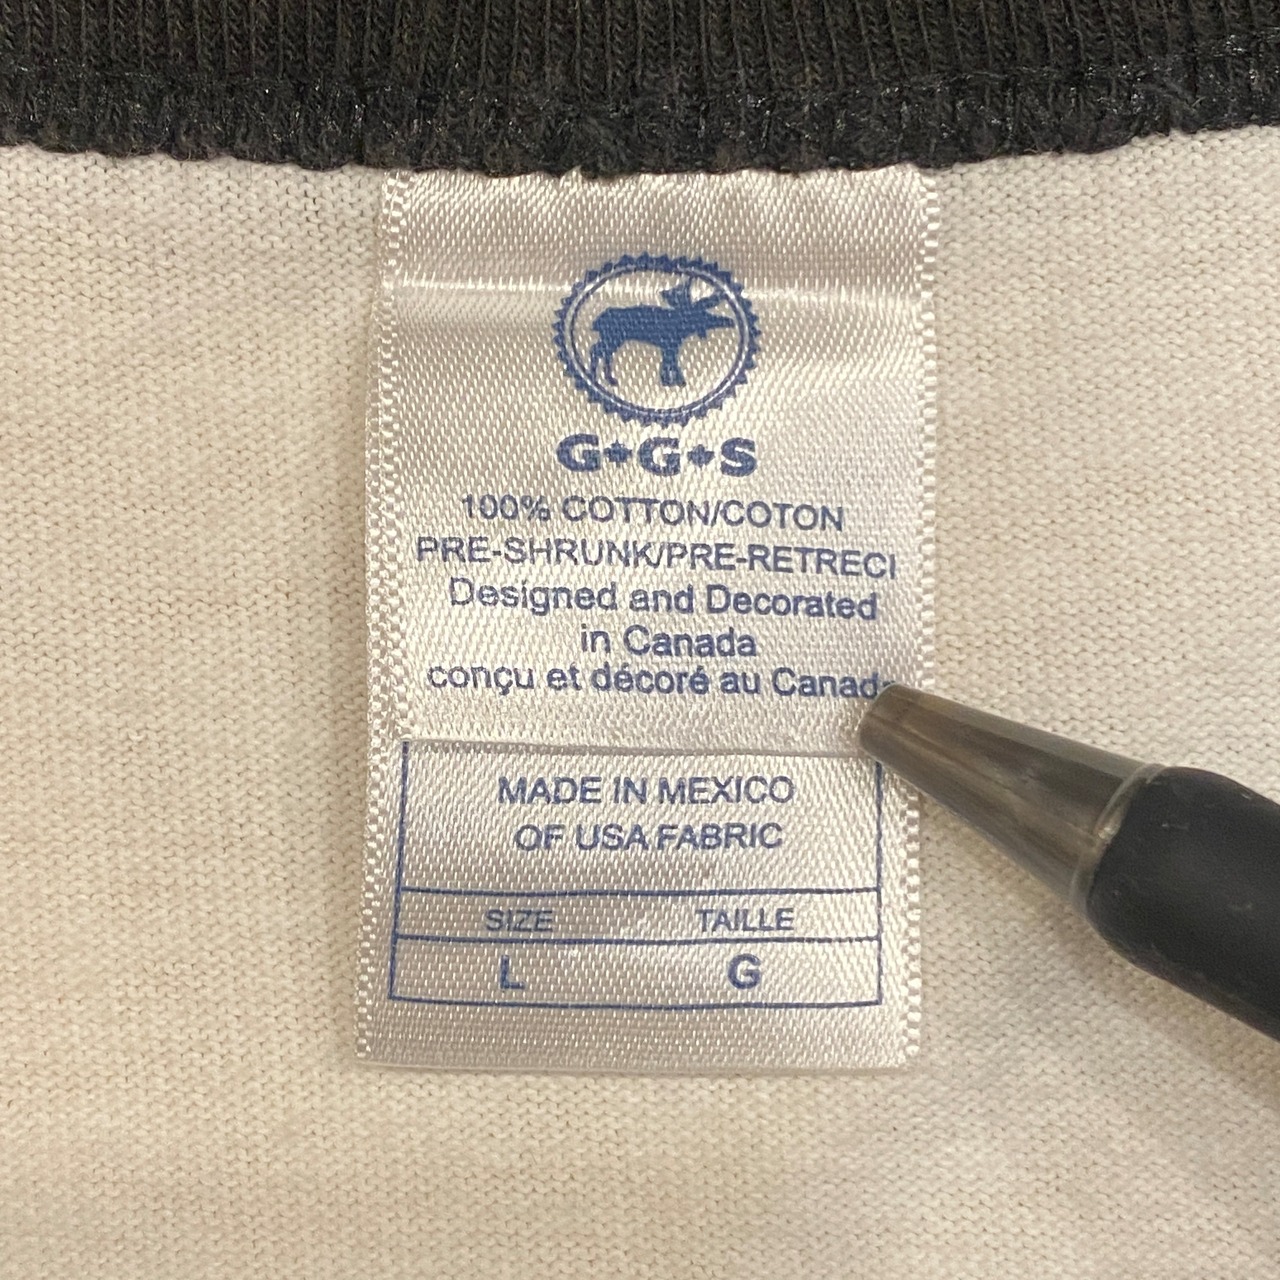 G♦G♦S
100% COTTON/COTON
PRE-SHRUNK/PRE-RETRECI
Designed and Decorated
in Canada
conçu et décoré au Canada
MADE IN MEXICO
OF USA FABRIC
SIZE TAILLE
L G